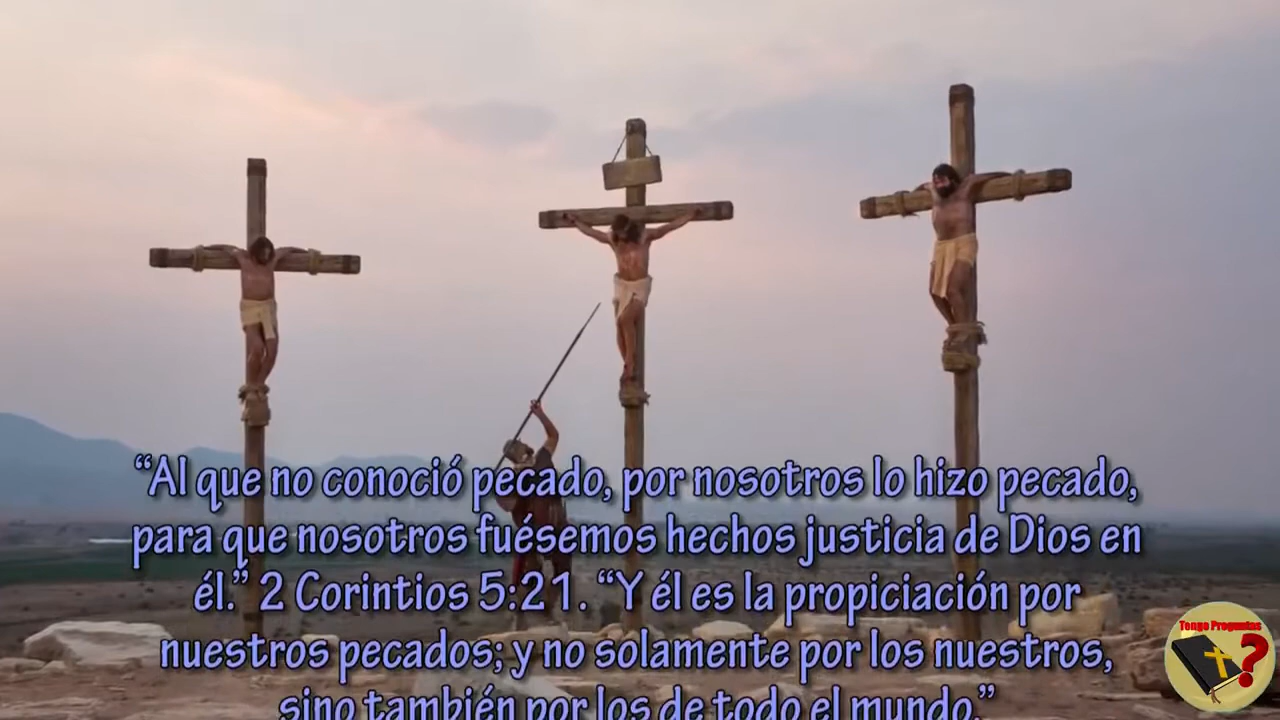 “Al que no conoció pecado, por nosotros lo hizo pecado,
para que nosotros fuésemos hechos justicia de Dios en
él.” 2 Corintios 5:21. “Y él es la propiciación por
nuestros pecados; y no solamente por los nuestros,
sino también por los de todo el mundo.”
Tengo Preguntas
?